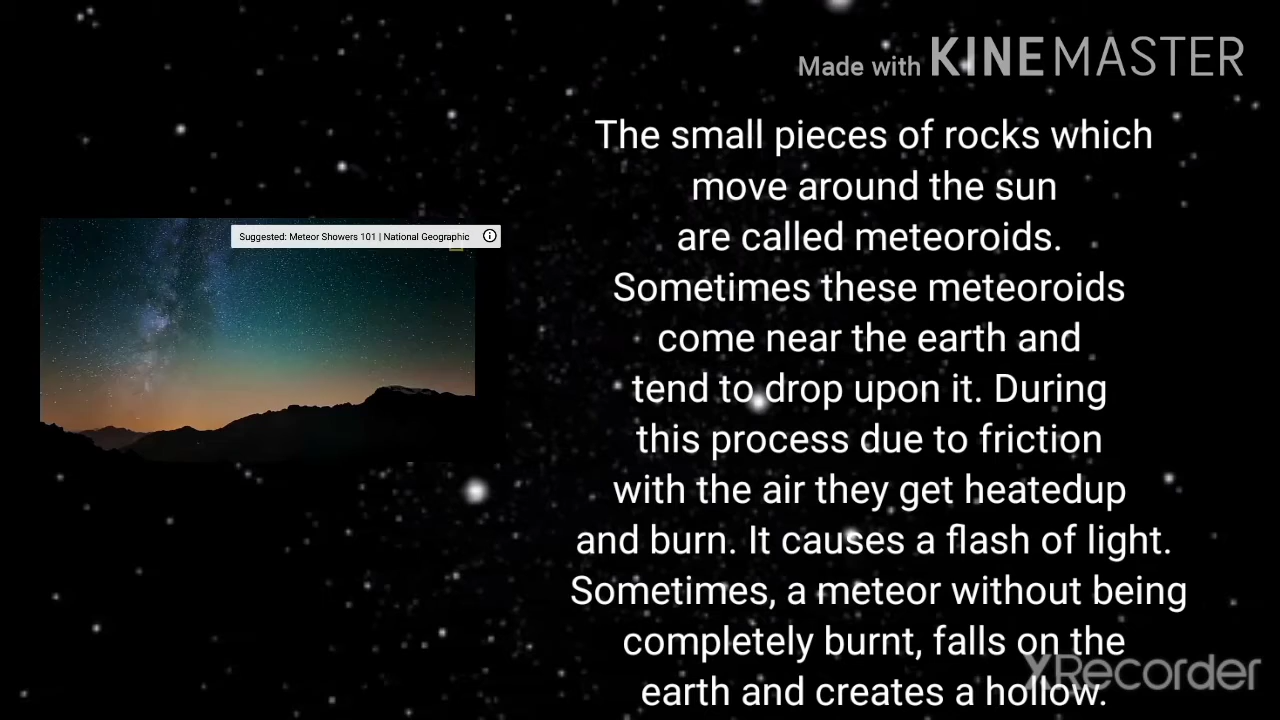 Made with KINEMASTER
Suggested: Meteor Showers 101 | National Geographic
The small pieces of rocks which
move around the sun
are called meteoroids.
Sometimes these meteoroids
come near the earth and
tend to drop upon it. During
this process due to friction
with the air they get heatedup
and burn. It causes a flash of light.
Sometimes, a meteor without being
completely burnt, falls on the
earth and creates a hollow.
XRecorder